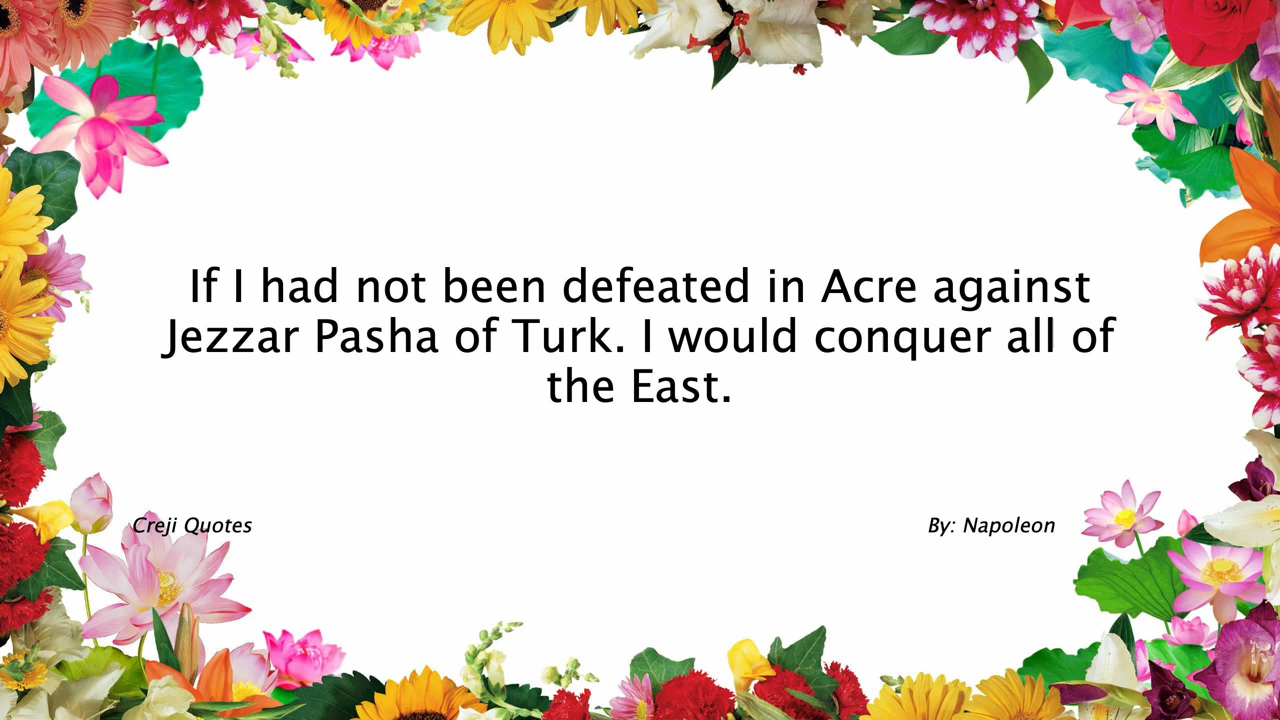 If I had not been defeated in Acre against
Jezzar Pasha of Turk. I would conquer all of
the East.
Creji Quotes
By: Napoleon